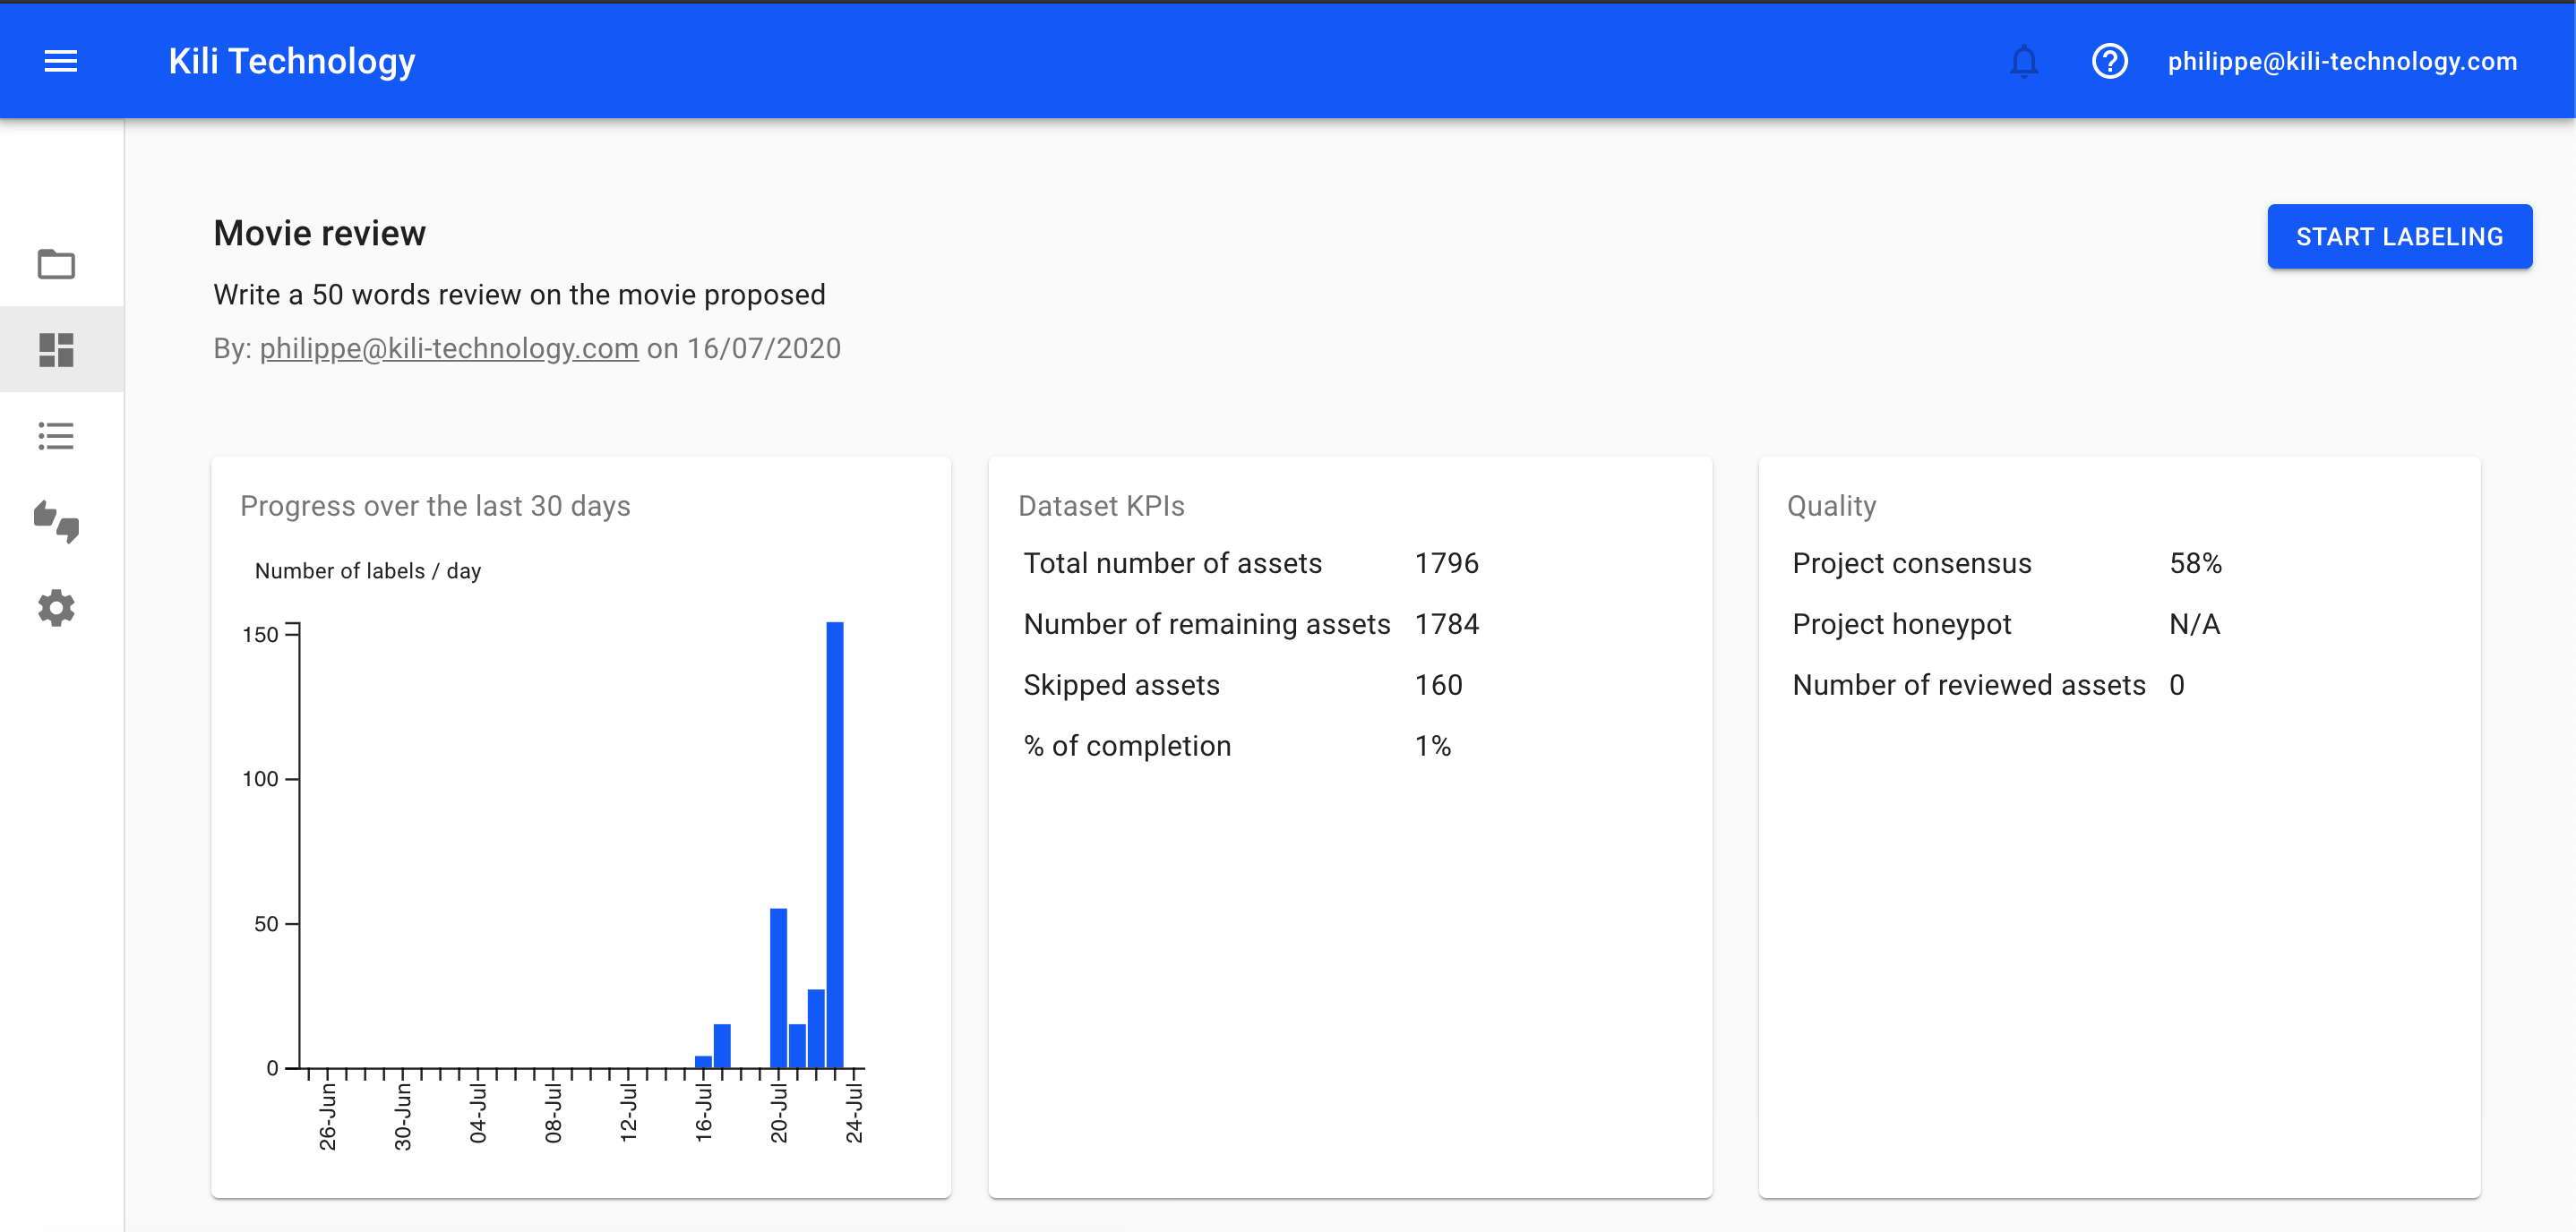 Kili Technology
philippe@kili-technology.com
Movie review
START LABELING
Write a 50 words review on the movie proposed
By: philippe@kili-technology.com on 16/07/2020
Progress over the last 30 days
Number of labels / day
150
100
50
0
26-Jun
30-Jun
04-Jul
08-Jul
12-Jul
16-Jul
20-Jul
24-Jul
Dataset KPIs
Total number of assets 1796
Number of remaining assets 1784
Skipped assets 160
% of completion 1%
Quality
Project consensus 58%
Project honeypot N/A
Number of reviewed assets 0